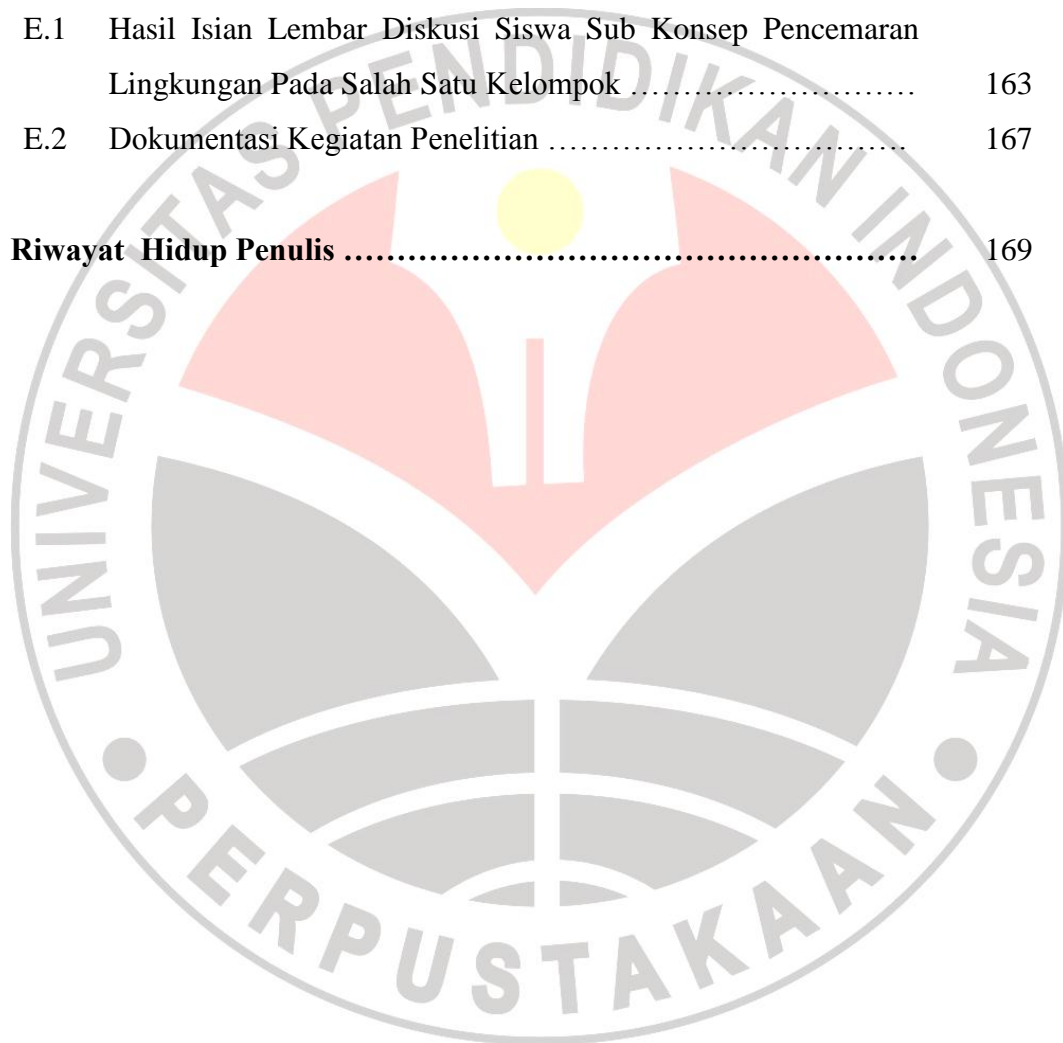 E.1 Hasil Isian Lembar Diskusi Siswa Sub Konsep Pencemaran
Lingkungan Pada Salah Satu Kelompok ……………………… 163
E.2 Dokumentasi Kegiatan Penelitian …………………………… 167
Riwayat Hidup Penulis ……………………………………………… 169
UNIVERSITAS PENDIDIKAN INDONESIA
PERPUSTAKAAN